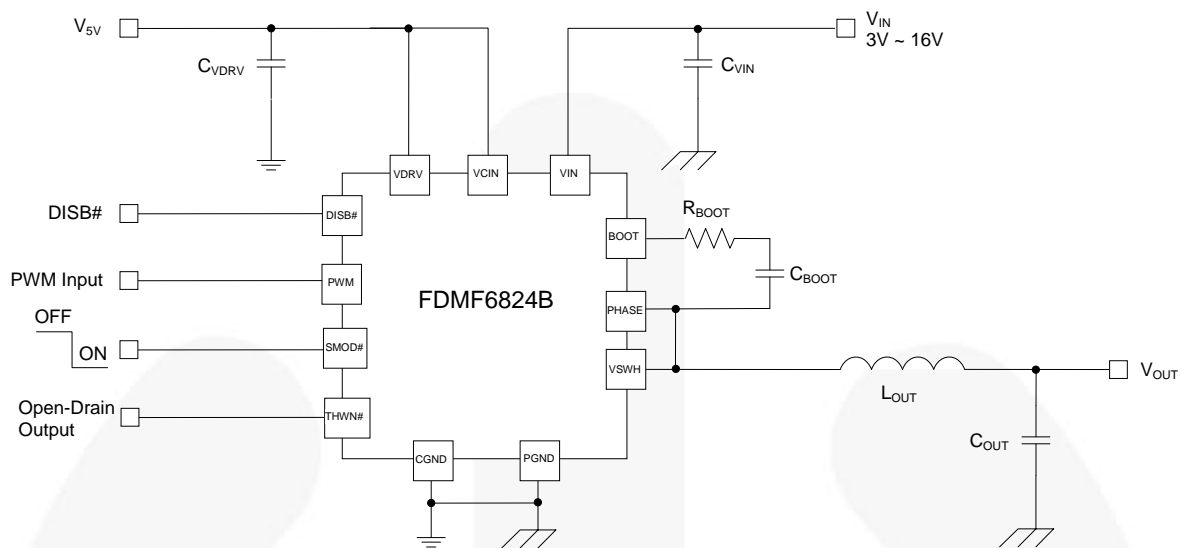 V5V
CVDRV
CVIN
VIN
3V ~ 16V
VDRV
VCIN
VIN
DISB#
DISB#
BOOT
RBOOT
CBOOT
PWM Input
PWM
FDMF6824B
PHASE
OFF
ON
SMOD#
VSWH
LOUT
VOUT
Open-Drain
Output
THWN#
COUT
CGND
PGND